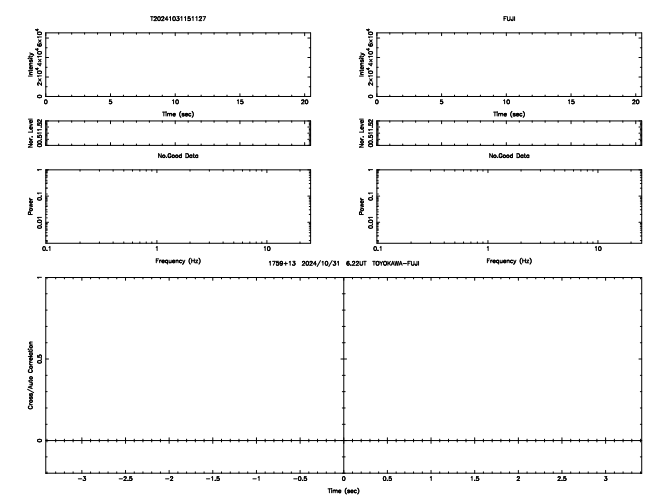 T20241031151127 FUJI
Intensity
0 2×10⁴ 4×10⁴ 6×10⁴
0 5 10 15 20
Time (sec)
Intensity
0 2×10⁴ 4×10⁴ 6×10⁴
0 5 10 15 20
Time (sec)
Nor. Level
00.511.52
Nor. Level
00.511.52
No.Good Data No.Good Data
Power
0.01 0.1 1
0.1 1 10
Frequency (Hz)
Power
0.01 0.1 1
0.1 1 10
Frequency (Hz)
1759+13 2024/10/31 6.22UT TOYOKAWA-FUJI
Cross/Auto Correlation
0 0.5 1
-3 -2.5 -2 -1.5 -1 -0.5 0 0.5 1 1.5 2 2.5 3
Time (sec)